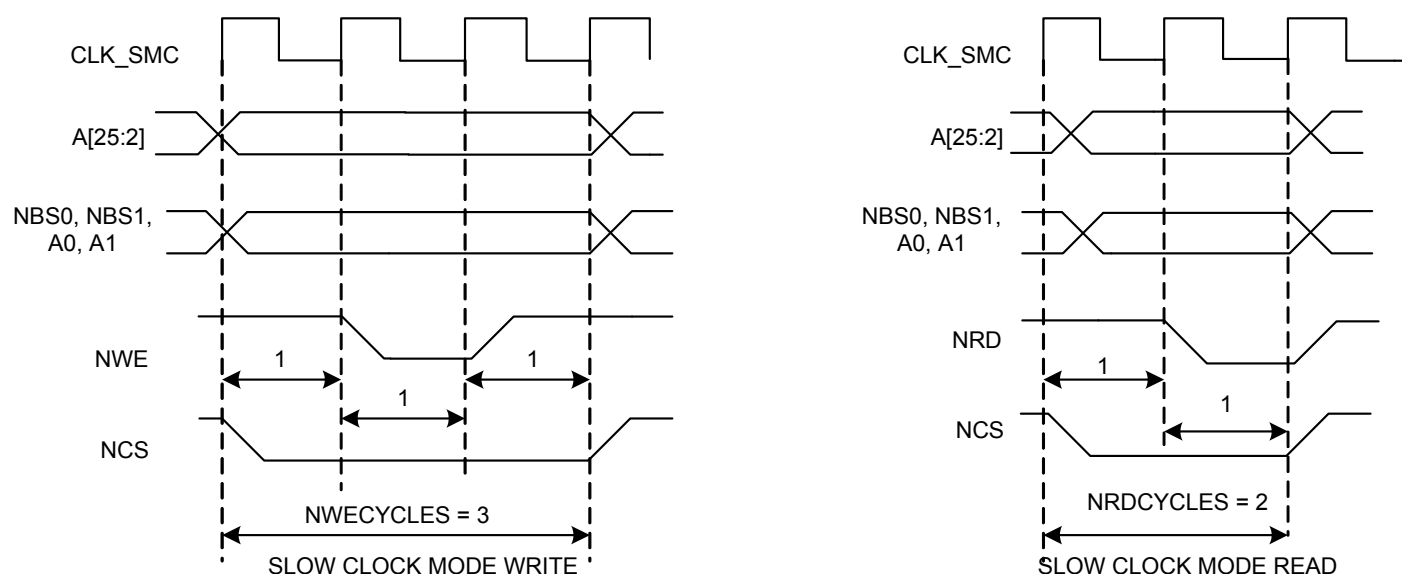 CLK_SMC
A[25:2]
NBS0, NBS1,
A0, A1
NWE
1
1
1
NCS
NWECYCLES = 3
SLOW CLOCK MODE WRITE
CLK_SMC
A[25:2]
NBS0, NBS1,
A0, A1
NRD
1
1
NCS
NRDCYCLES = 2
SLOW CLOCK MODE READ